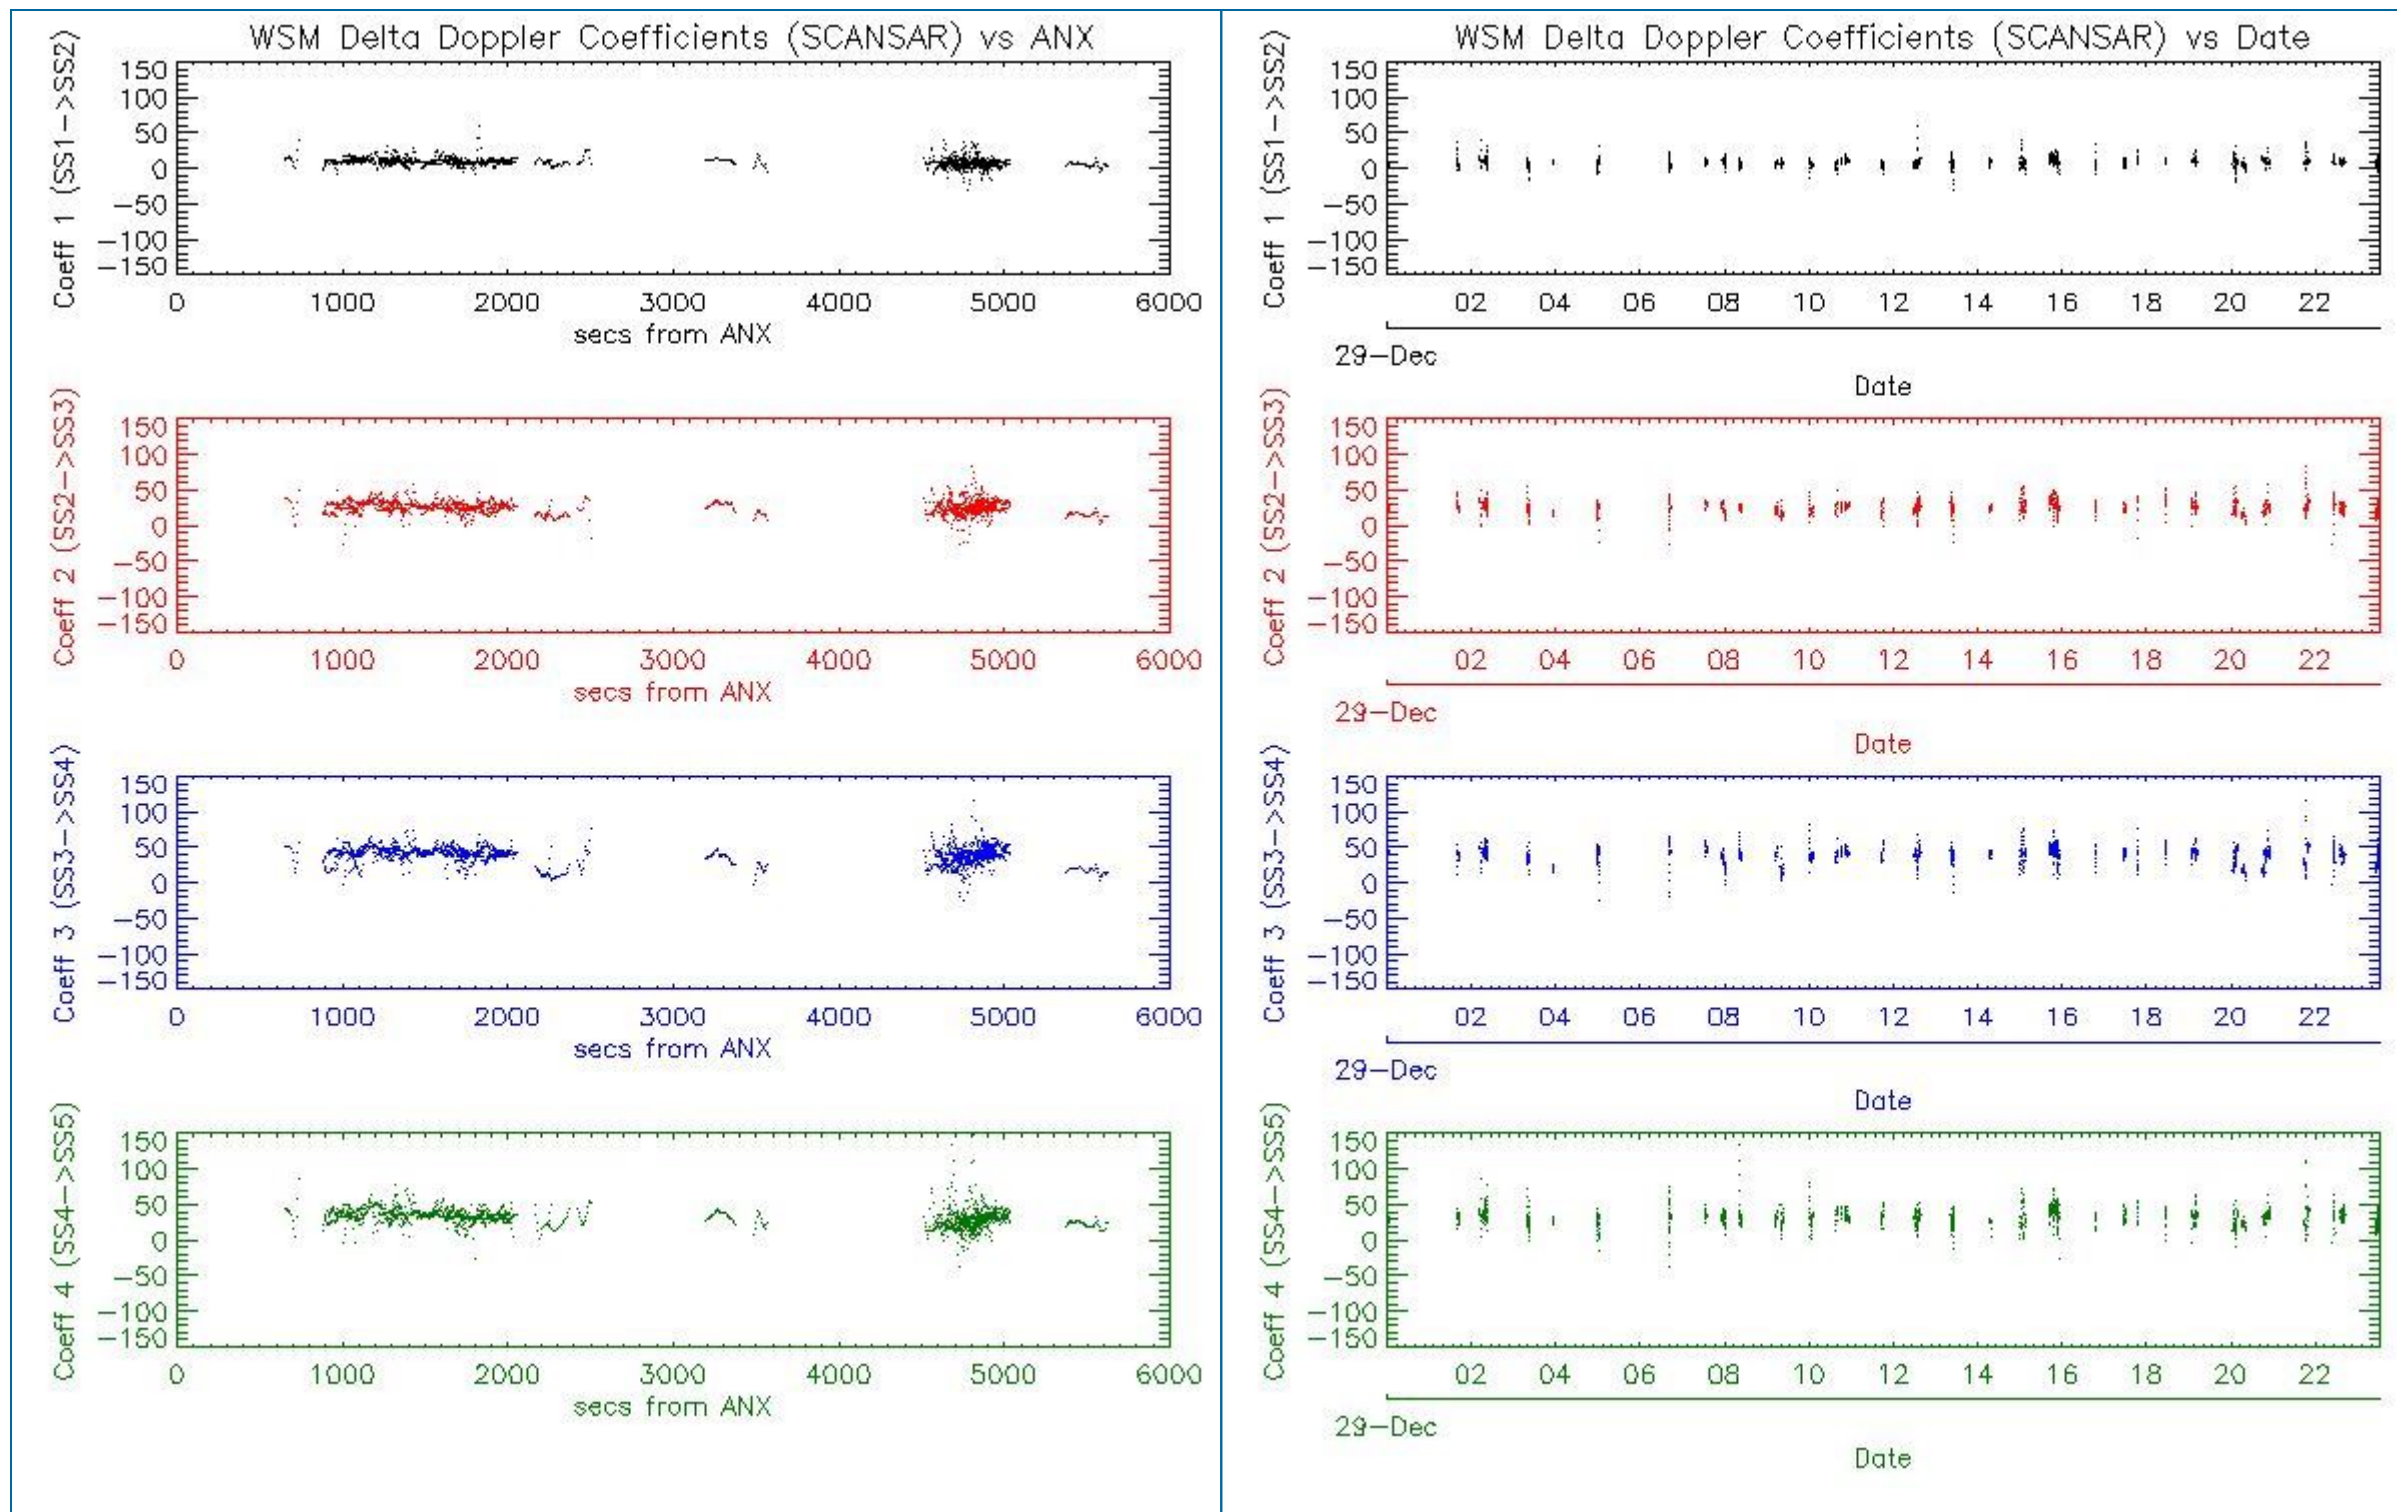 WSM Delta Doppler Coefficients (SCANSAR) vs ANX
Coeff 1 (SS1->SS2)
150
100
50
0
-50
-100
-150
0 1000 2000 3000 4000 5000 6000
secs from ANX
Coeff 2 (SS2->SS3)
150
100
50
0
-50
-100
-150
0 1000 2000 3000 4000 5000 6000
secs from ANX
Coeff 3 (SS3->SS4)
150
100
50
0
-50
-100
-150
0 1000 2000 3000 4000 5000 6000
secs from ANX
Coeff 4 (SS4->SS5)
150
100
50
0
-50
-100
-150
0 1000 2000 3000 4000 5000 6000
secs from ANX
WSM Delta Doppler Coefficients (SCANSAR) vs Date
Coeff 1 (SS1->SS2)
150
100
50
0
-50
-100
-150
02 04 06 08 10 12 14 16 18 20 22
29-Dec
Date
Coeff 2 (SS2->SS3)
150
100
50
0
-50
-100
-150
02 04 06 08 10 12 14 16 18 20 22
29-Dec
Date
Coeff 3 (SS3->SS4)
150
100
50
0
-50
-100
-150
02 04 06 08 10 12 14 16 18 20 22
29-Dec
Date
Coeff 4 (SS4->SS5)
150
100
50
0
-50
-100
-150
02 04 06 08 10 12 14 16 18 20 22
29-Dec
Date